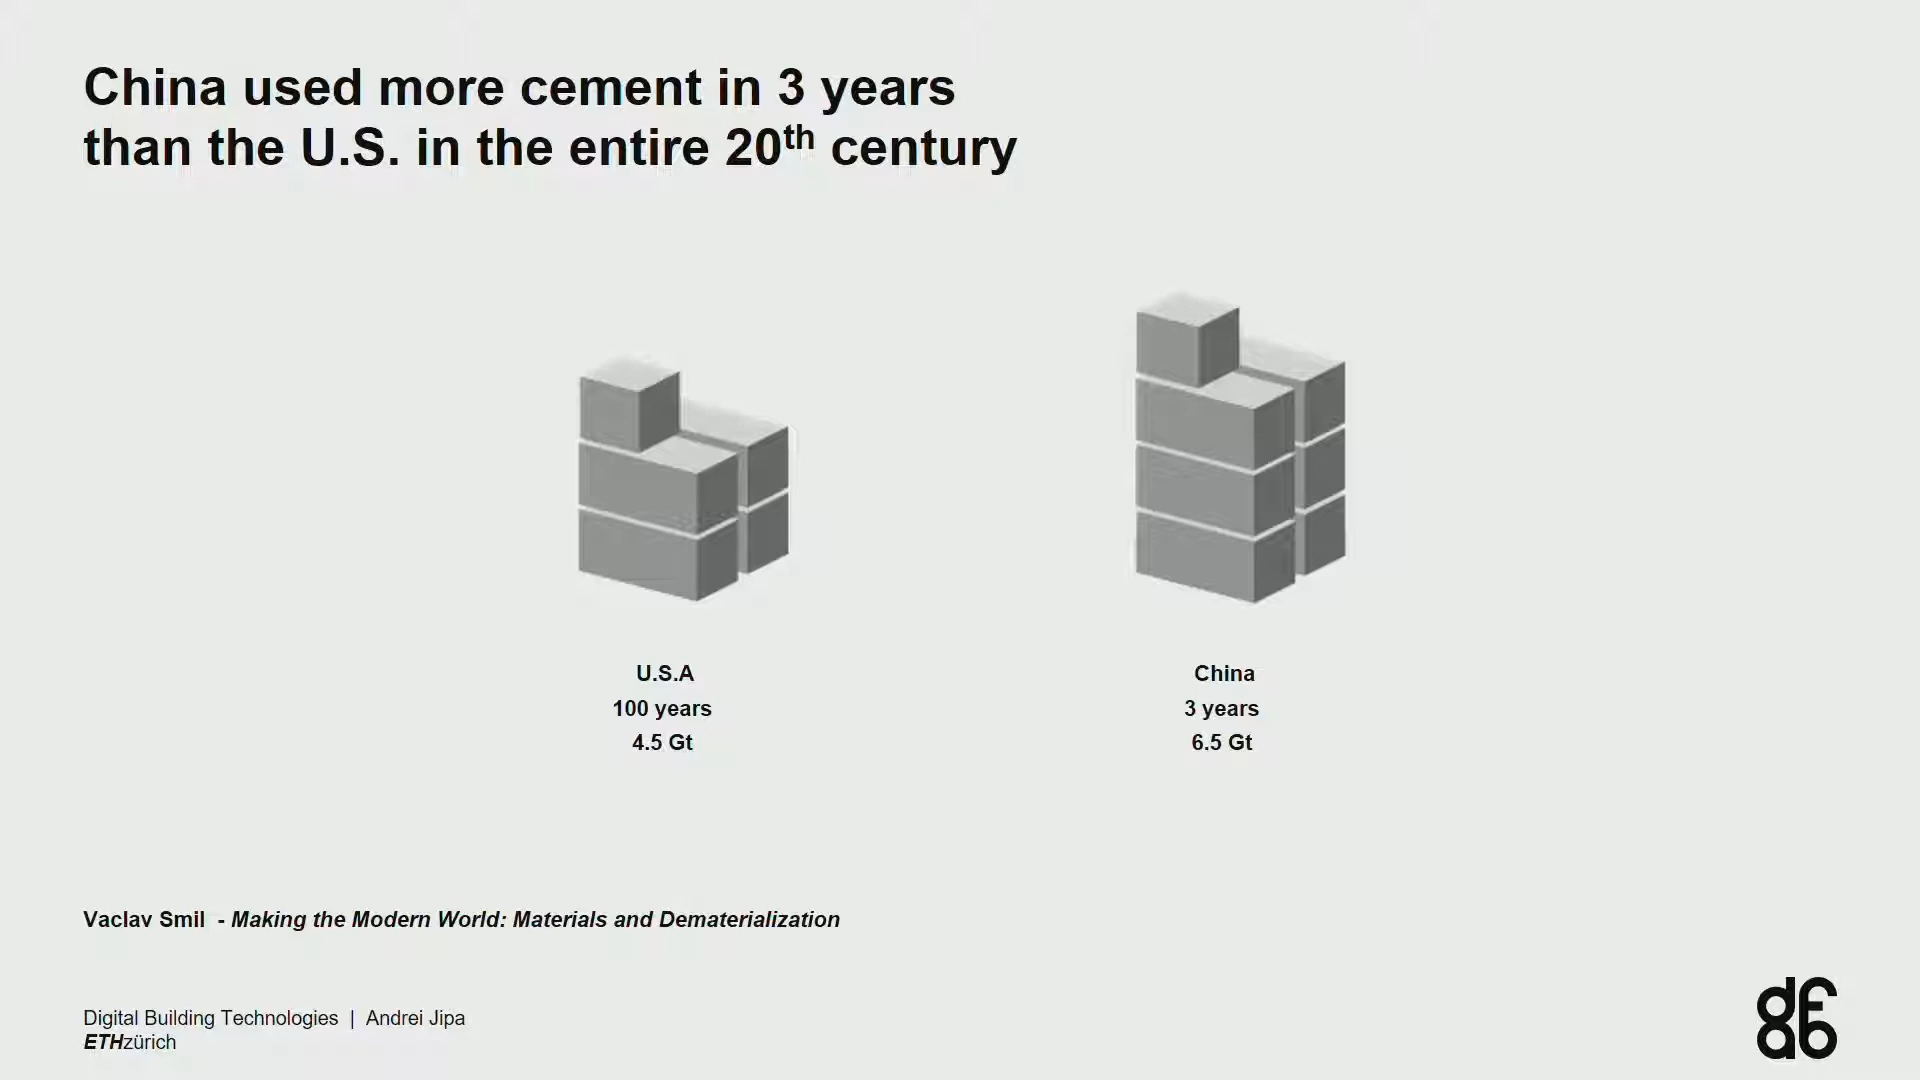 China used more cement in 3 years
than the U.S. in the entire 20th century
U.S.A
100 years
4.5 Gt
China
3 years
6.5 Gt
Vaclav Smil - Making the Modern World: Materials and Dematerialization
Digital Building Technologies | Andrei Jipa
ETHzürich